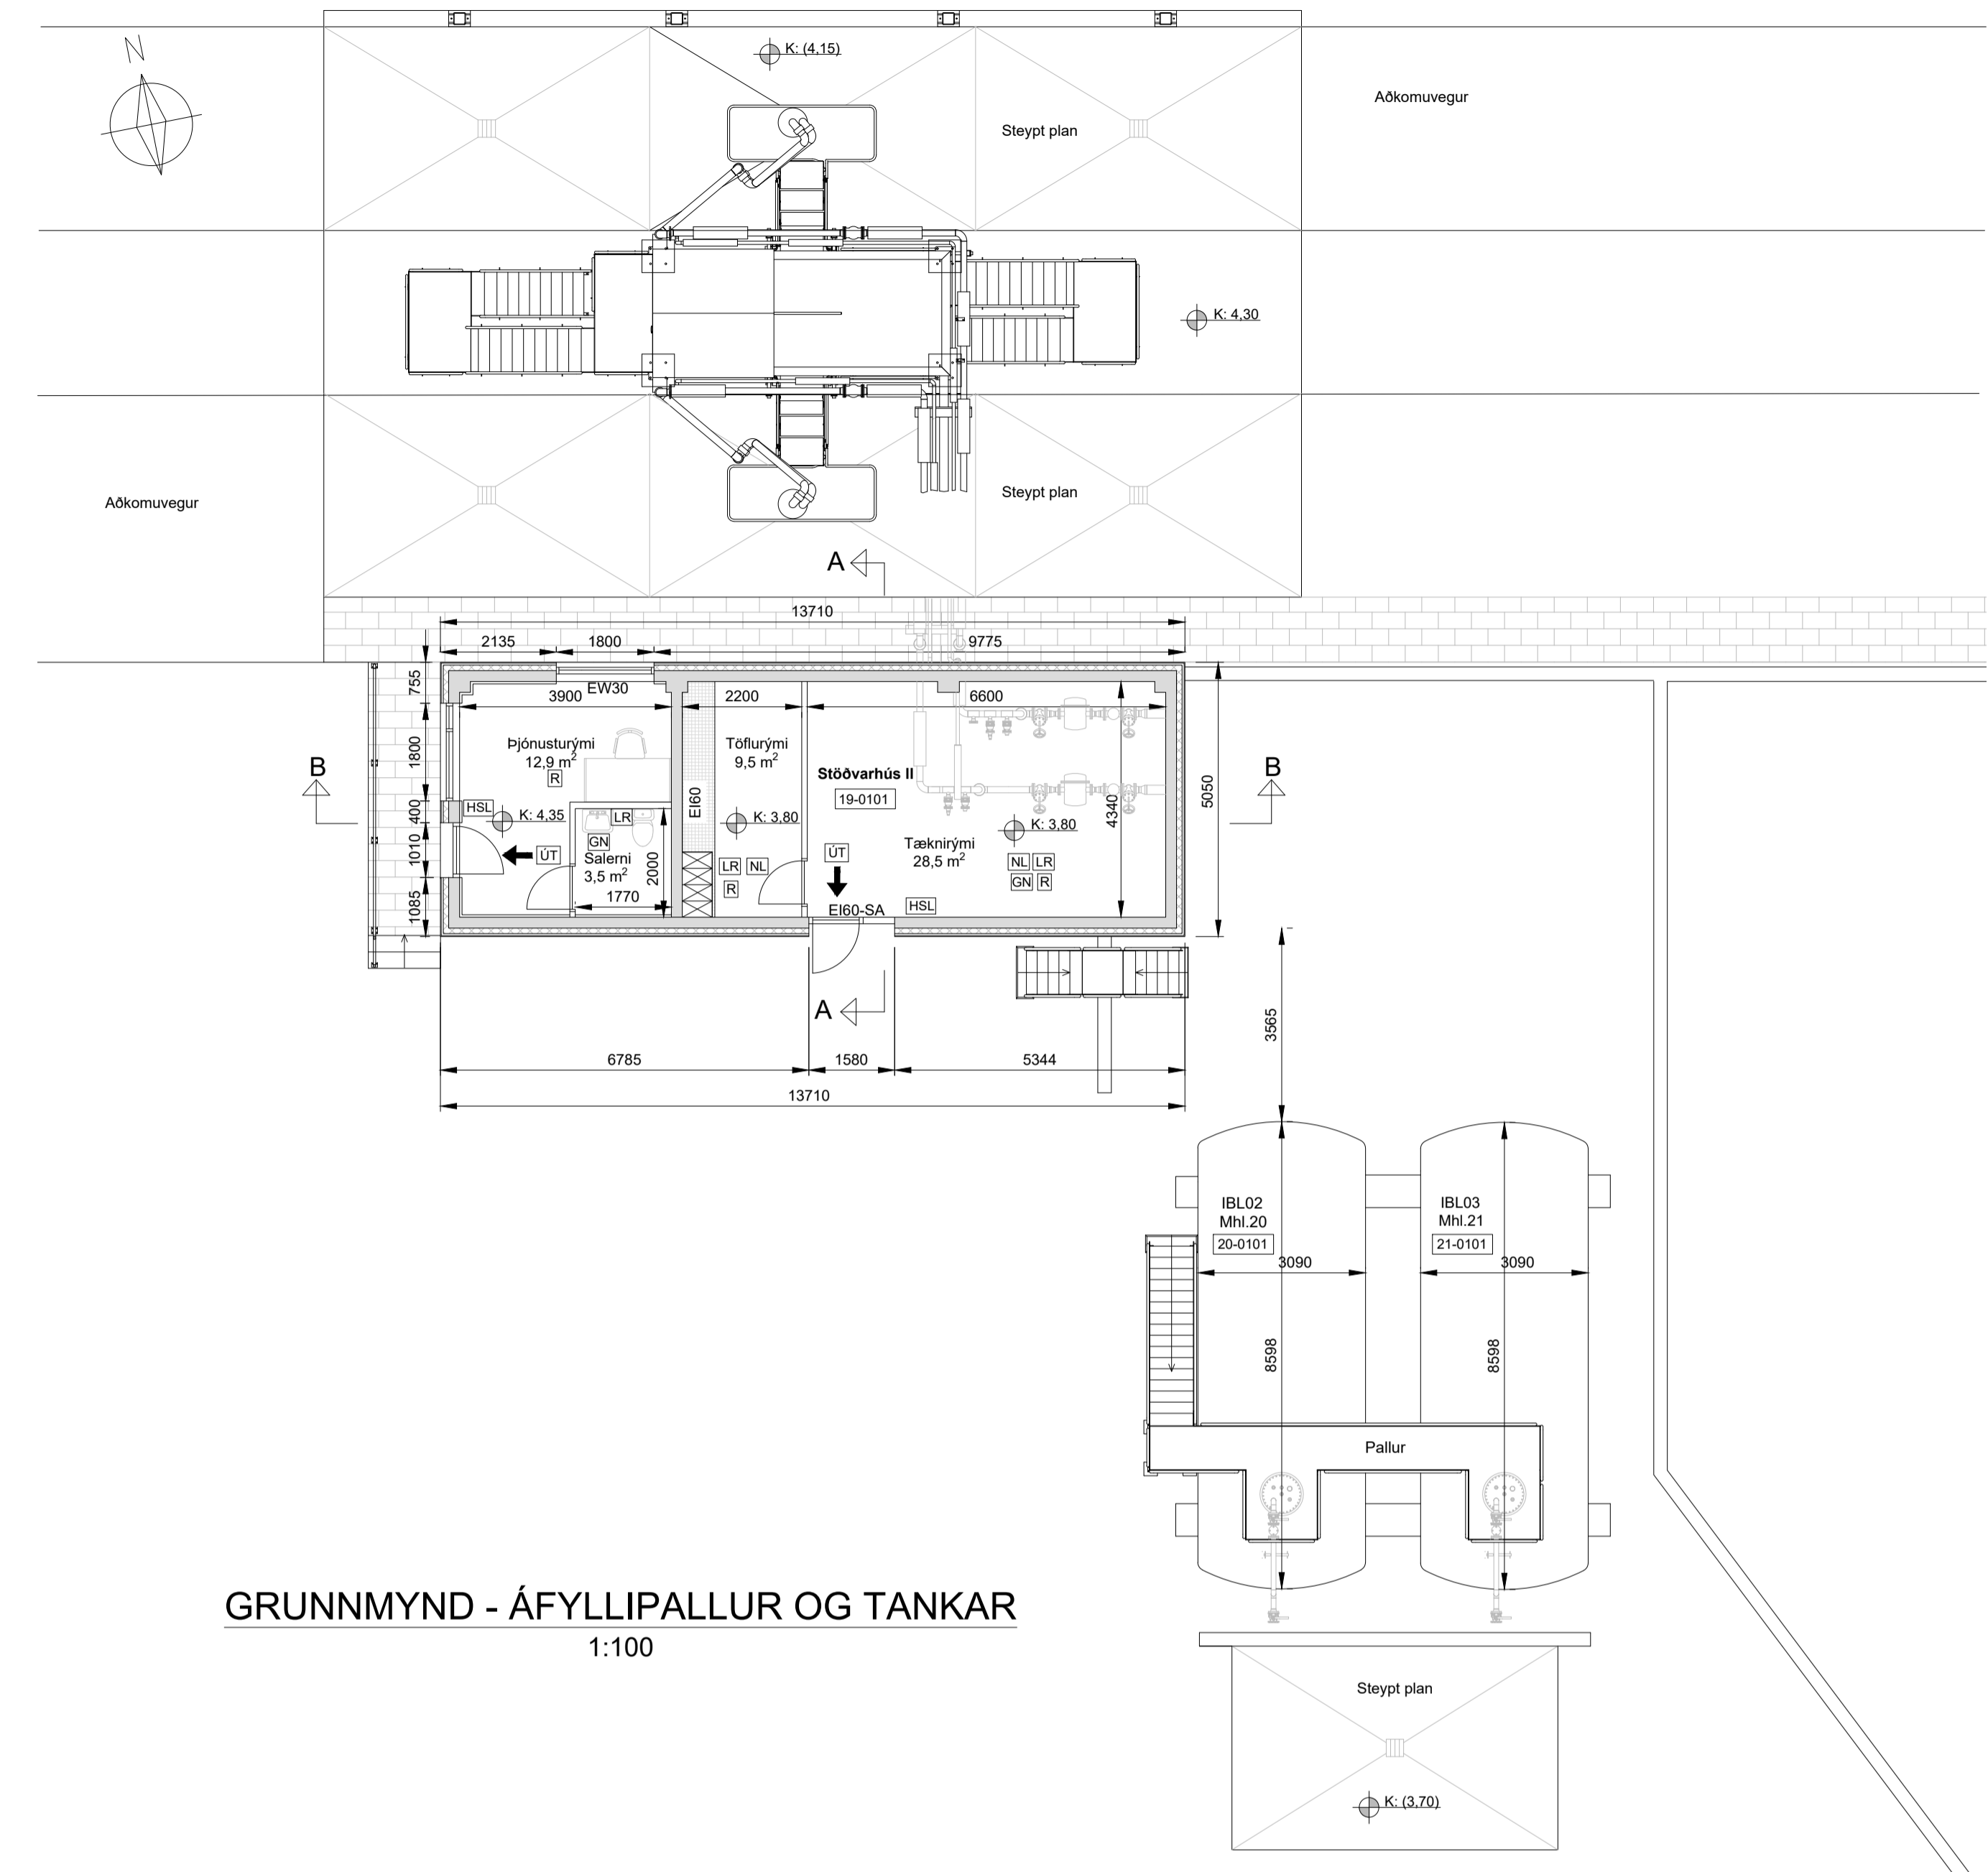 N
K: (4,15)
Aðkomuvegur
Steypt plan
K: 4,30
Aðkomuvegur
Steypt plan
A
13710
2135
1800
9775
755
1800
400
1010
1085
EW30
3900
2200
6600
Þjónusturými
12,9 m²
R
Töflurými
9,5 m²
Stöðvarhús II
19-0101
B
B
5050
4340
HSL
K: 4,35
LR
GN
EI60
K: 3,80
K: 3,80
ÚT
Salerni
3,5 m²
2000
1770
LR NL
R
ÚT
Tæknirými
28,5 m²
NL LR
GN R
EI60-SA
HSL
A
3565
6785
1580
5344
13710
IBL02
Mhl.20
20-0101
3090
8598
IBL03
Mhl.21
21-0101
3090
8598
Pallur
GRUNNMYND - ÁFYLLIPALLUR OG TANKAR
1:100
Steypt plan
K: (3,70)